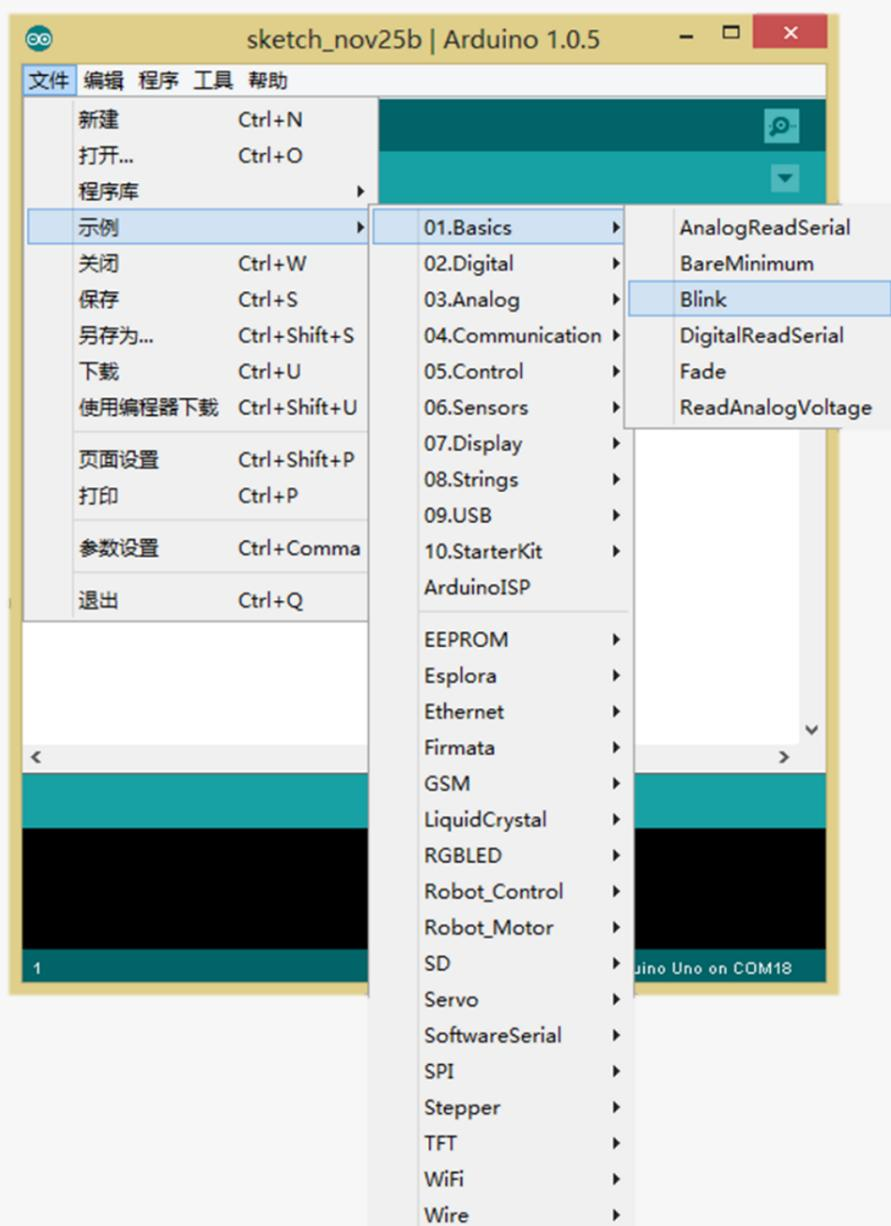 sketch_nov25b | Arduino 1.0.5
文件 编辑 程序 工具 帮助
新建 Ctrl+N
打开... Ctrl+O
程序库
示例
关闭 Ctrl+W
保存 Ctrl+S
另存为... Ctrl+Shift+S
下载 Ctrl+U
使用编程器下载 Ctrl+Shift+U
页面设置 Ctrl+Shift+P
打印 Ctrl+P
参数设置 Ctrl+Comma
退出 Ctrl+Q
01.Basics
02.Digital
03.Analog
04.Communication
05.Control
06.Sensors
07.Display
08.Strings
09.USB
10.StarterKit
ArduinoISP
EEPROM
Esplora
Ethernet
Firmata
GSM
LiquidCrystal
RGBLED
Robot_Control
Robot_Motor
SD
Servo
SoftwareSerial
SPI
Stepper
TFT
WiFi
Wire
AnalogReadSerial
BareMinimum
Blink
DigitalReadSerial
Fade
ReadAnalogVoltage
1
uino Uno on COM18